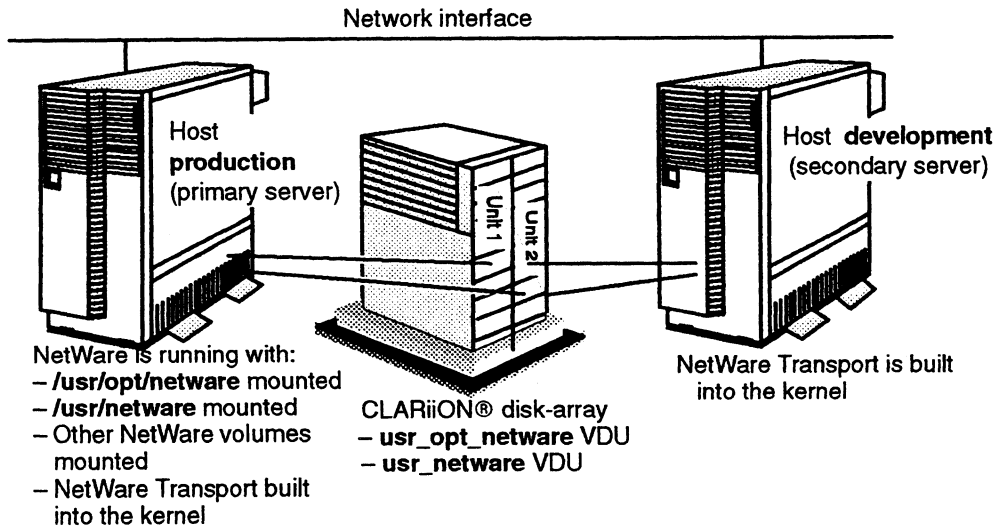 Network interface
Host
production
(primary server)
Host development
(secondary server)
Unit 1
Unit 2
NetWare is running with:
– /usr/opt/netware mounted
– /usr/netware mounted
– Other NetWare volumes
mounted
– NetWare Transport built
into the kernel
CLARiiON® disk-array
– usr_opt_netware VDU
– usr_netware VDU
NetWare Transport is built
into the kernel